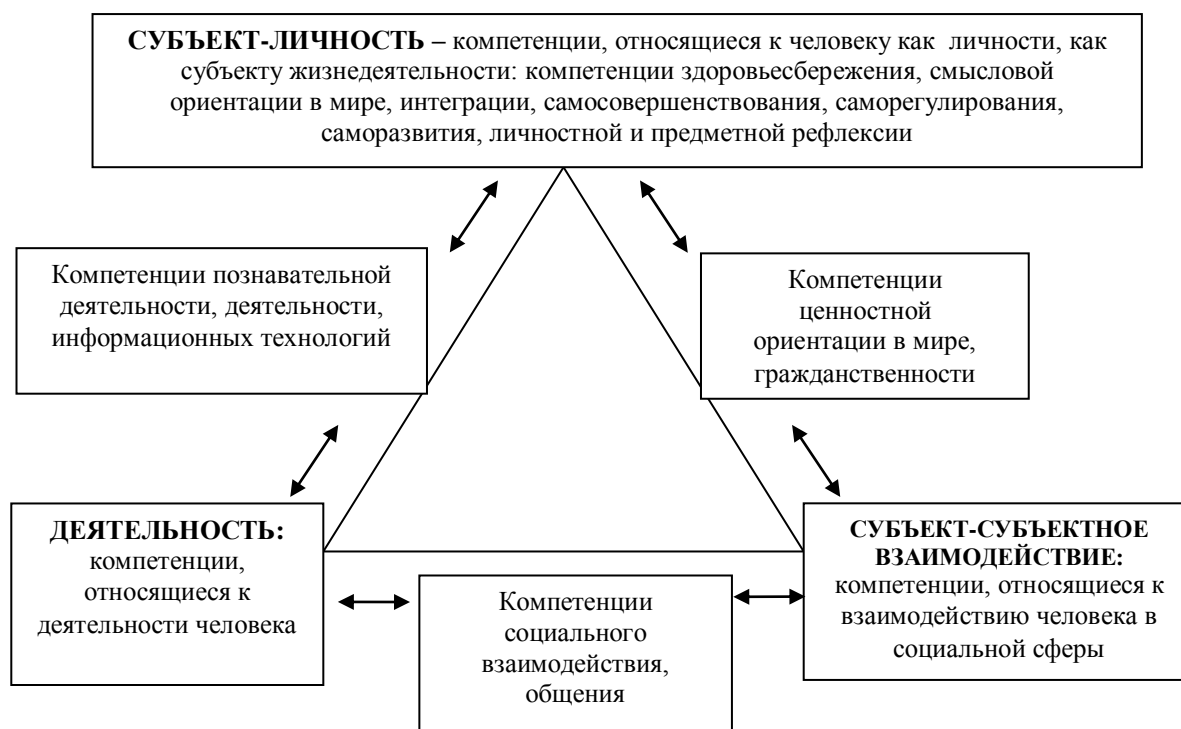 СУБЪЕКТ-ЛИЧНОСТЬ – компетенции, относящиеся к человеку как личности, как
субъекту жизнедеятельности: компетенции здоровьесбережения, смысловой
ориентации в мире, интеграции, самосовершенствования, саморегулирования,
саморазвития, личностной и предметной рефлексии
Компетенции познавательной
деятельности, деятельности,
информационных технологий
Компетенции
ценностной
ориентации в мире,
гражданственности
ДЕЯТЕЛЬНОСТЬ:
компетенции,
относящиеся к
деятельности человека
Компетенции
социального
взаимодействия,
общения
СУБЪЕКТ-СУБЪЕКТНОЕ
ВЗАИМОДЕЙСТВИЕ:
компетенции, относящиеся к
взаимодействию человека в
социальной сферы